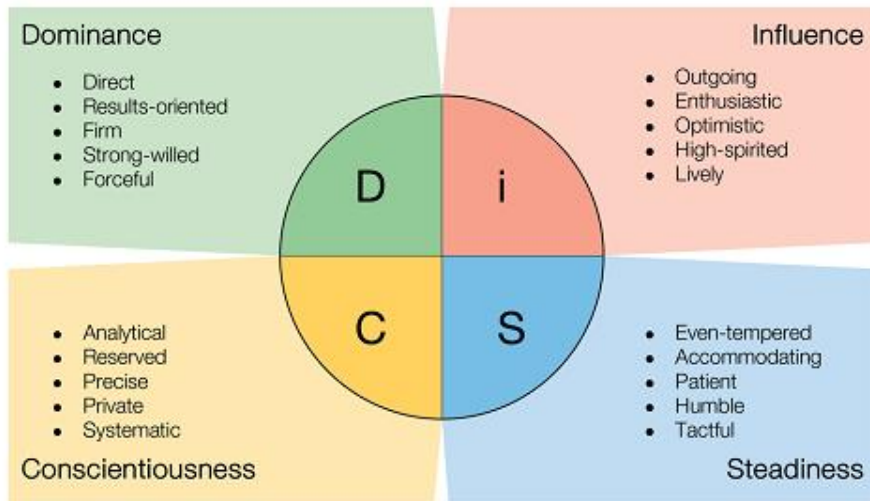 Dominance
• Direct
• Results-oriented
• Firm
• Strong-willed
• Forceful
Influence
• Outgoing
• Enthusiastic
• Optimistic
• High-spirited
• Lively
D
i
C
S
• Analytical
• Reserved
• Precise
• Private
• Systematic
Conscientiousness
• Even-tempered
• Accommodating
• Patient
• Humble
• Tactful
Steadiness